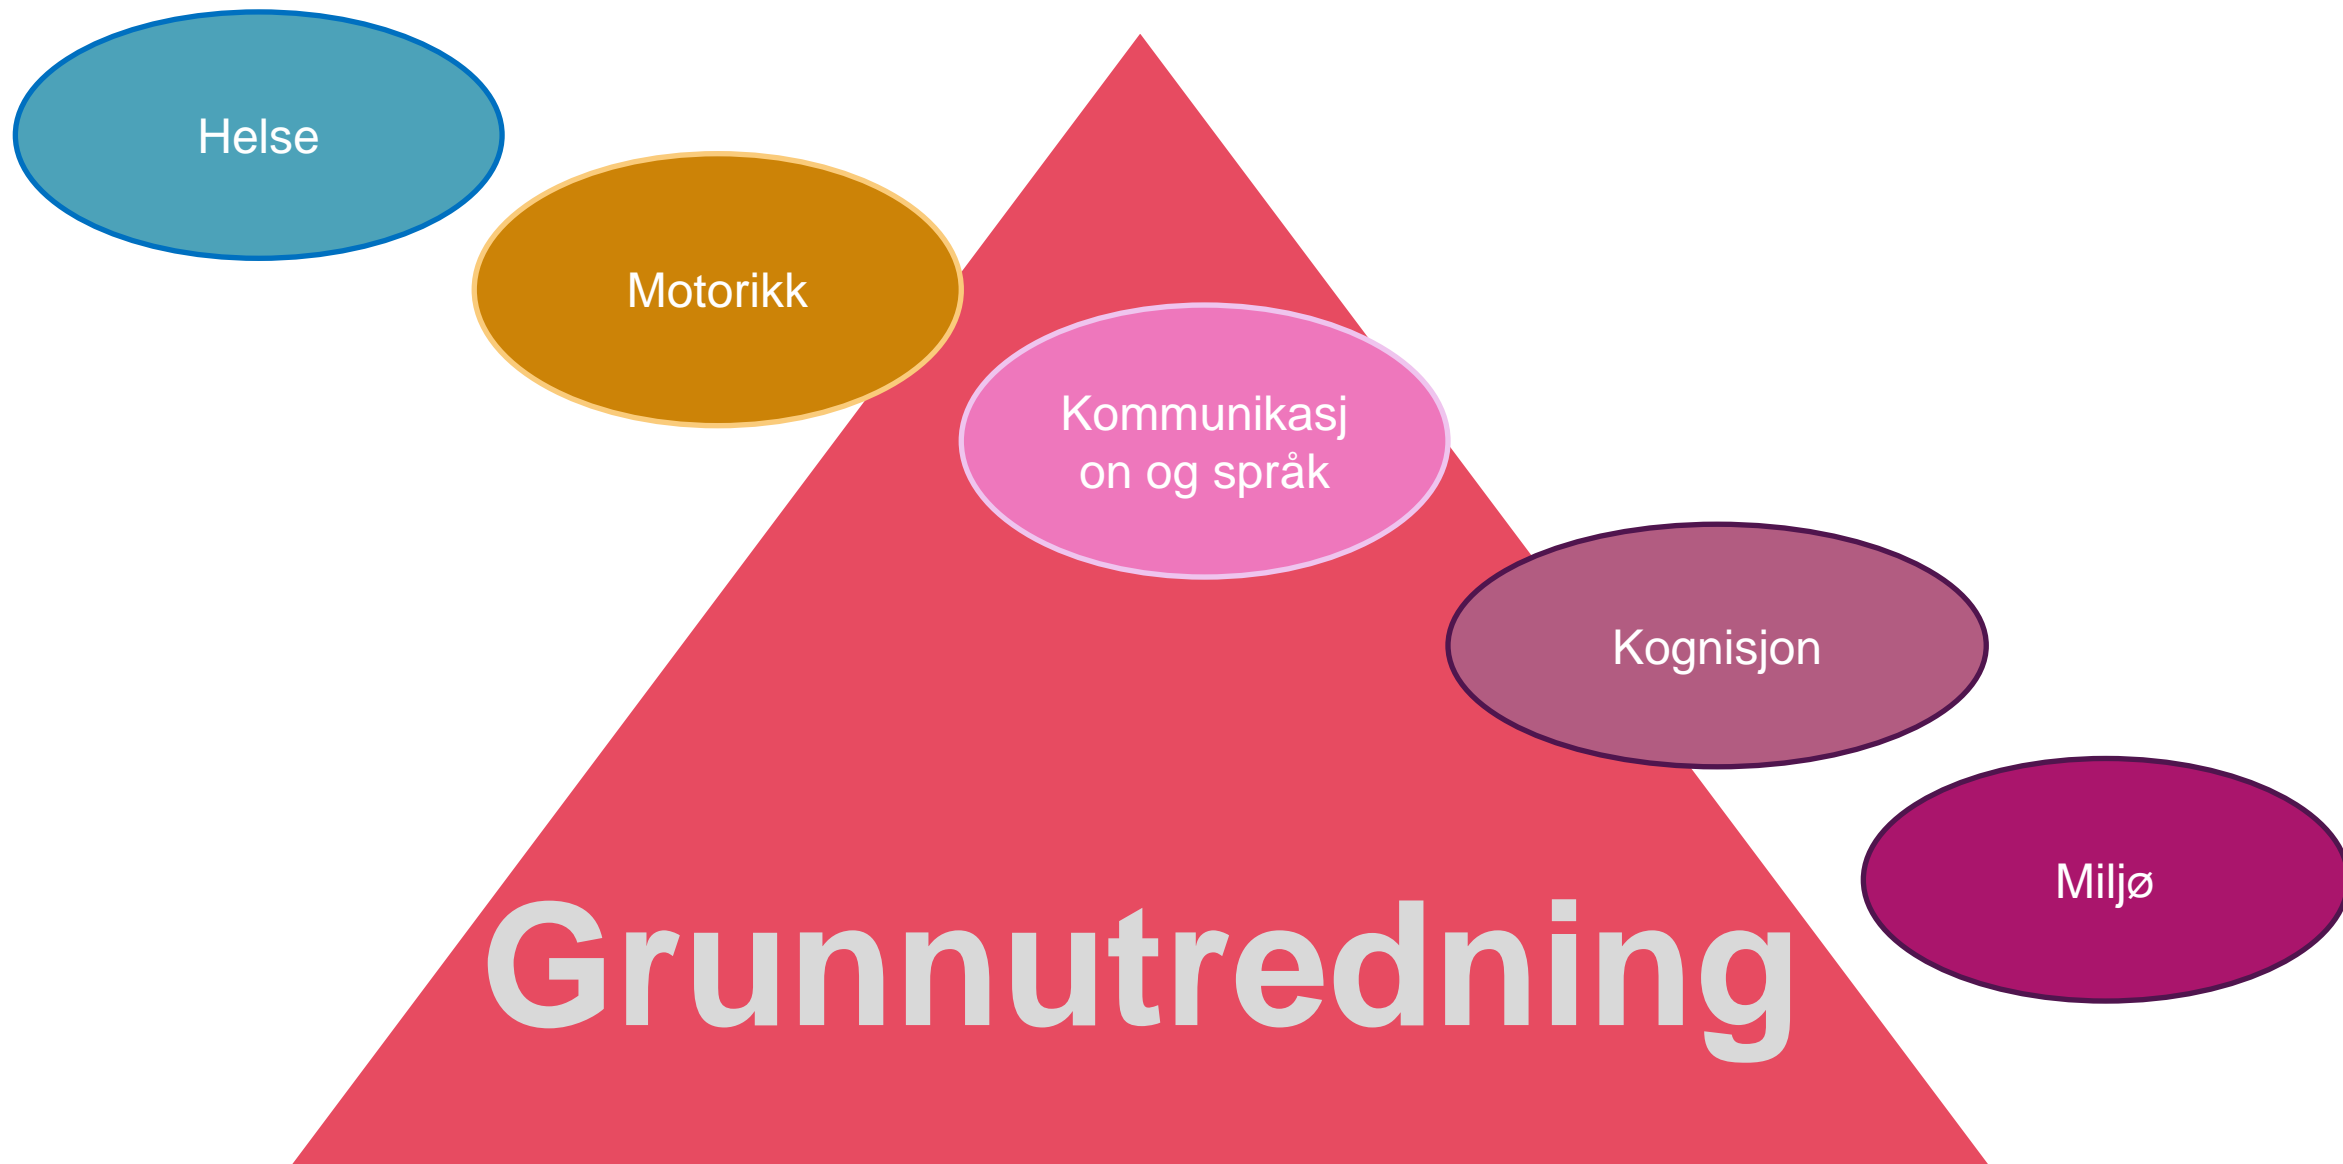 Helse
Motorikk
Kommunikasj
on og språk
Kognisjon
Miljø
Grunnutredning